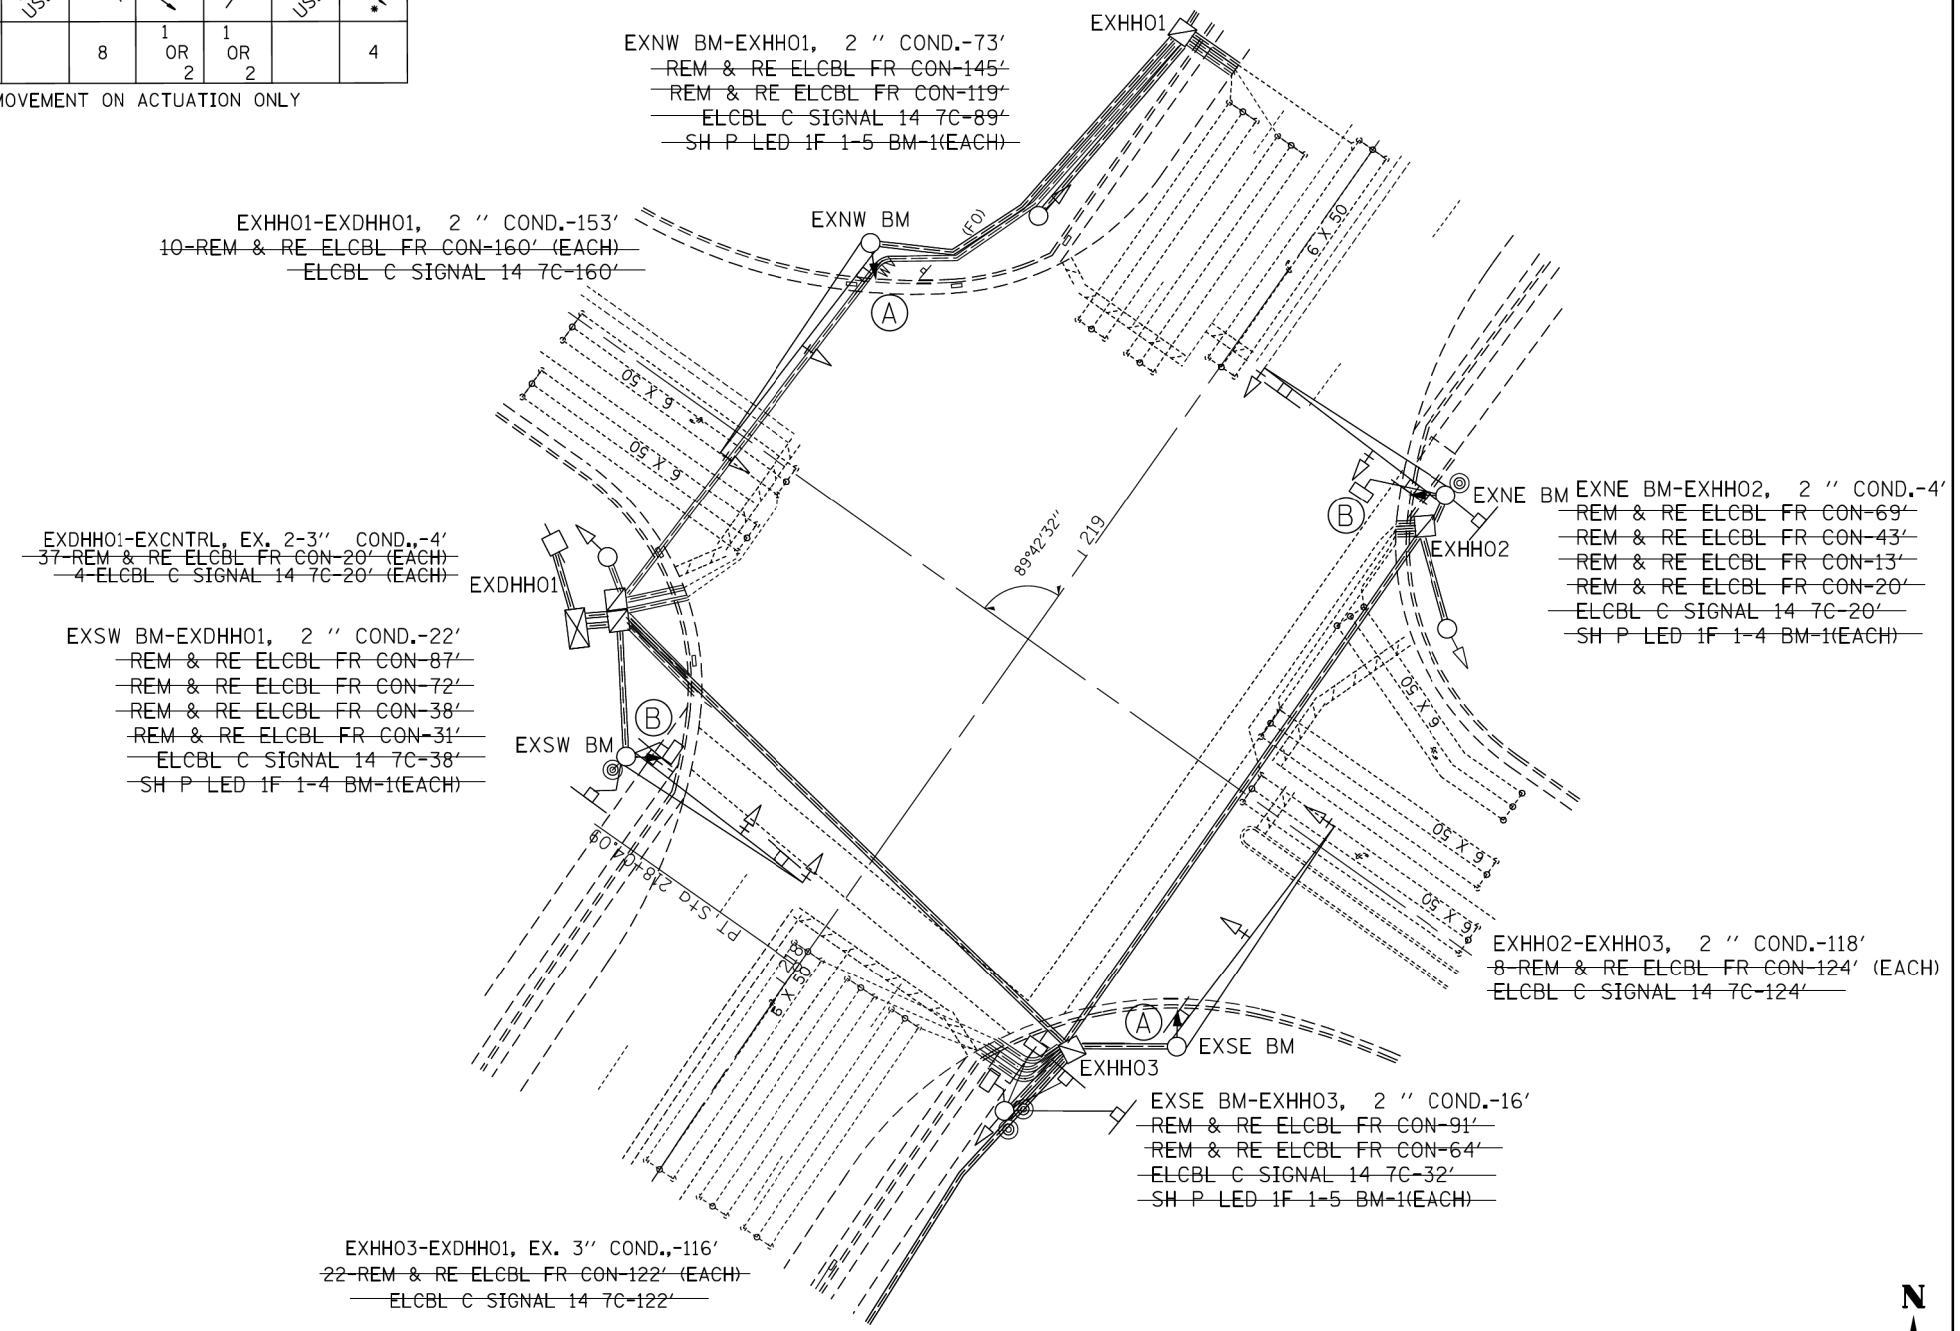 8
1
OR
2
1
OR
2
4
MOVEMENT ON ACTUATION ONLY
EXNW BM-EXHH01, 2 '' COND.-73'
REM & RE ELCBL FR CON-145'
REM & RE ELCBL FR CON-119'
ELCBL C SIGNAL 14 7C-89'
SH P LED 1F 1-5 BM-1(EACH)
EXHH01
EXHH01-EXDHH01, 2 '' COND.-153'
10-REM & RE ELCBL FR CON-160' (EACH)
ELCBL C SIGNAL 14 7C-160'
EXNW BM
(FO)
A
6 X 50
6 X 50
6 X 50
EXDHH01-EXCNTRL, EX. 2-3'' COND.,-4'
37-REM & RE ELCBL FR CON-20' (EACH)
4-ELCBL C SIGNAL 14 7C-20' (EACH)
EXDHH01
89°42'32''
219
B
EXNE BM
EXHH02
EXNE BM-EXHH02, 2 '' COND.-4'
REM & RE ELCBL FR CON-69'
REM & RE ELCBL FR CON-43'
REM & RE ELCBL FR CON-13'
REM & RE ELCBL FR CON-20'
ELCBL C SIGNAL 14 7C-20'
SH P LED 1F 1-4 BM-1(EACH)
EXSW BM-EXDHH01, 2 '' COND.-22'
REM & RE ELCBL FR CON-87'
REM & RE ELCBL FR CON-72'
REM & RE ELCBL FR CON-38'
REM & RE ELCBL FR CON-31'
ELCBL C SIGNAL 14 7C-38'
SH P LED 1F 1-4 BM-1(EACH)
B
EXSW BM
6 X 50
6 X 50
6 X 50
PT Sta. 218+04.09
218
6 X 50
EXHH02-EXHH03, 2 '' COND.-118'
8-REM & RE ELCBL FR CON-124' (EACH)
ELCBL C SIGNAL 14 7C-124'
A
EXSE BM
EXHH03
EXSE BM-EXHH03, 2 '' COND.-16'
REM & RE ELCBL FR CON-91'
REM & RE ELCBL FR CON-64'
ELCBL C SIGNAL 14 7C-32'
SH P LED 1F 1-5 BM-1(EACH)
EXHH03-EXDHH01, EX. 3'' COND.,-116'
22-REM & RE ELCBL FR CON-122' (EACH)
ELCBL C SIGNAL 14 7C-122'
N